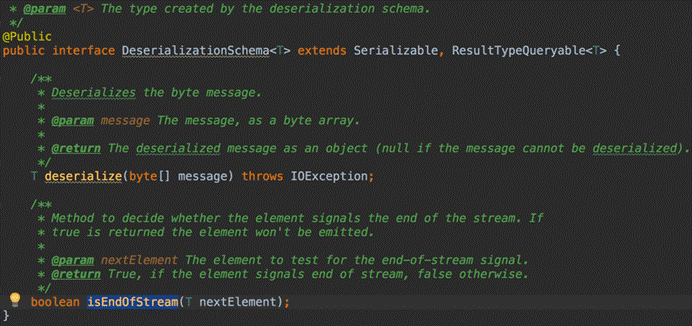 * @param <T> The type created by the deserialization schema.
*/
@Public
public interface DeserializationSchema<T> extends Serializable, ResultTypeQueryable<T> {
/**
* Deserializes the byte message.
*
* @param message The message, as a byte array.
*
* @return The deserialized message as an object (null if the message cannot be deserialized).
*/
T deserialize(byte[] message) throws IOException;
/**
* Method to decide whether the element signals the end of the stream. If
* true is returned the element won't be emitted.
*
* @param nextElement The element to test for the end-of-stream signal.
* @return True, if the element signals end of stream, false otherwise.
*/
boolean isEndOfStream(T nextElement);
}